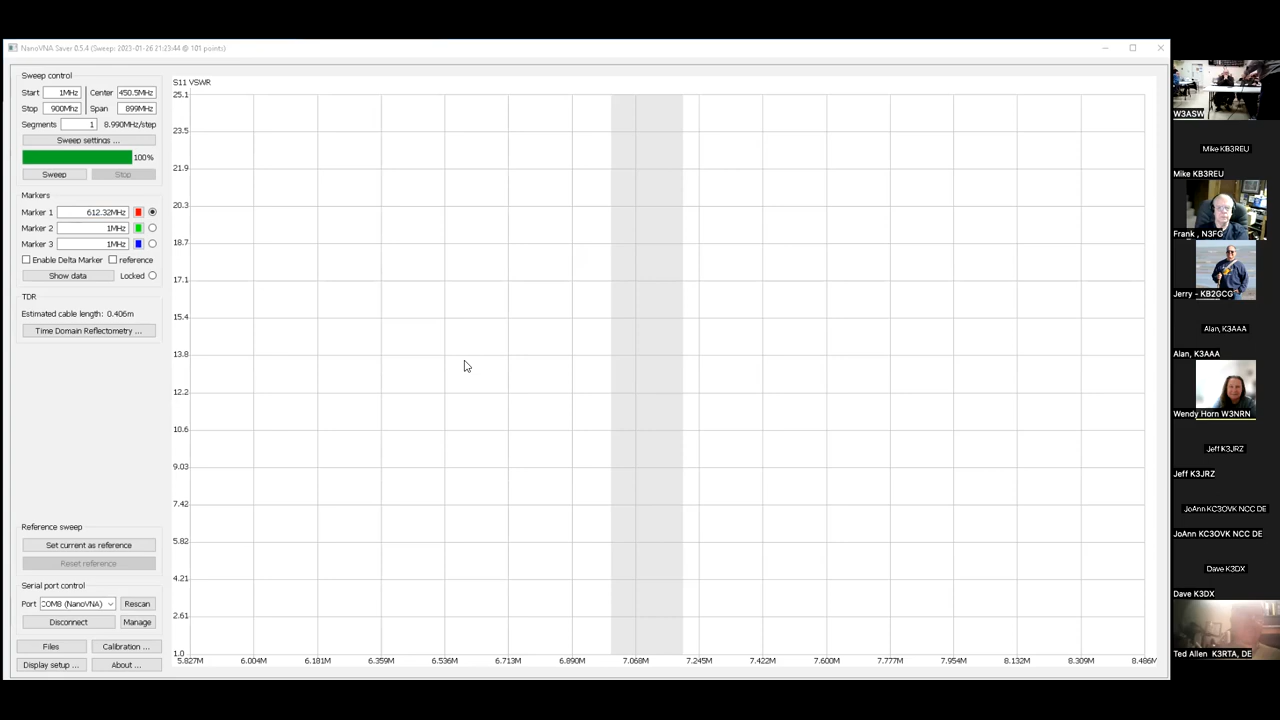 NanoVNA Saver 0.5.4 (Sweep: 2023-01-26 21:23:44 @ 101 points)
Sweep control
Start 1MHz Center 450.5MHz
Stop 900Mhz Span 899MHz
Segments 1 8.990MHz/step
Sweep settings ...
100%
Sweep Stop
Markers
Marker 1 612.32MHz
Marker 2 1MHz
Marker 3 1MHz
Enable Delta Marker reference
Show data Locked
TDR
Estimated cable length: 0.406m
Time Domain Reflectometry ...
Reference sweep
Set current as reference
Reset reference
Serial port control
Port COM8 (NanoVNA) Rescan
Disconnect Manage
Files Calibration ...
Display setup ... About ...
S11 VSWR
25.1
23.5
21.9
20.3
18.7
17.1
15.4
13.8
12.2
10.6
9.03
7.42
5.82
4.21
2.61
1.0
5.827M 6.004M 6.181M 6.359M 6.536M 6.713M 6.890M 7.068M 7.245M 7.422M 7.600M 7.777M 7.954M 8.132M 8.309M 8.486M
W3ASW
Mike KB3REU
Mike KB3REU
Frank , N3FG
Jerry - KB2GCG
Alan, K3AAA
Alan, K3AAA
Wendy Horn W3NRN
Jeff K3JRZ
Jeff K3JRZ
JoAnn KC3OVK NCC DE
JoAnn KC3OVK NCC DE
Dave K3DX
Dave K3DX
Ted Allen K3RTA, DE